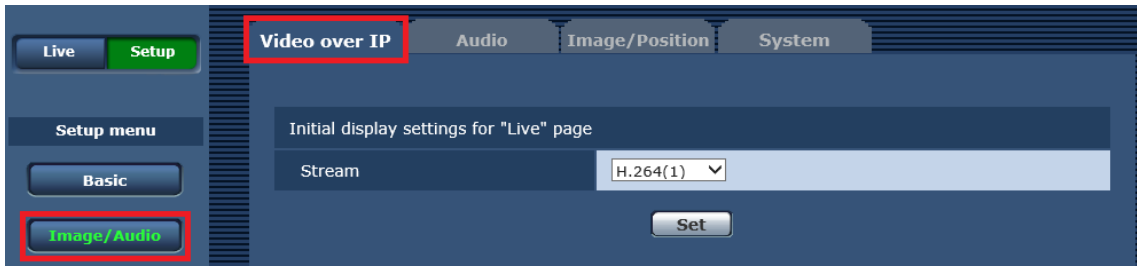 Live Setup
Setup menu
Basic
Image/Audio
Video over IP Audio Image/Position System
Initial display settings for "Live" page
Stream H.264(1)
Set